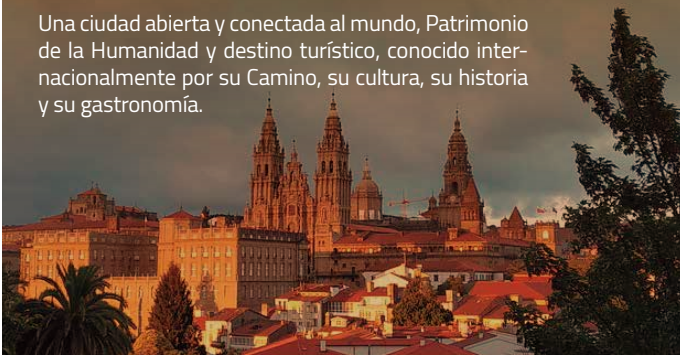 Una ciudad abierta y conectada al mundo, Patrimonio
de la Humanidad y destino turístico, conocido inter-
nacionalmente por su Camino, su cultura, su historia
y su gastronomía.